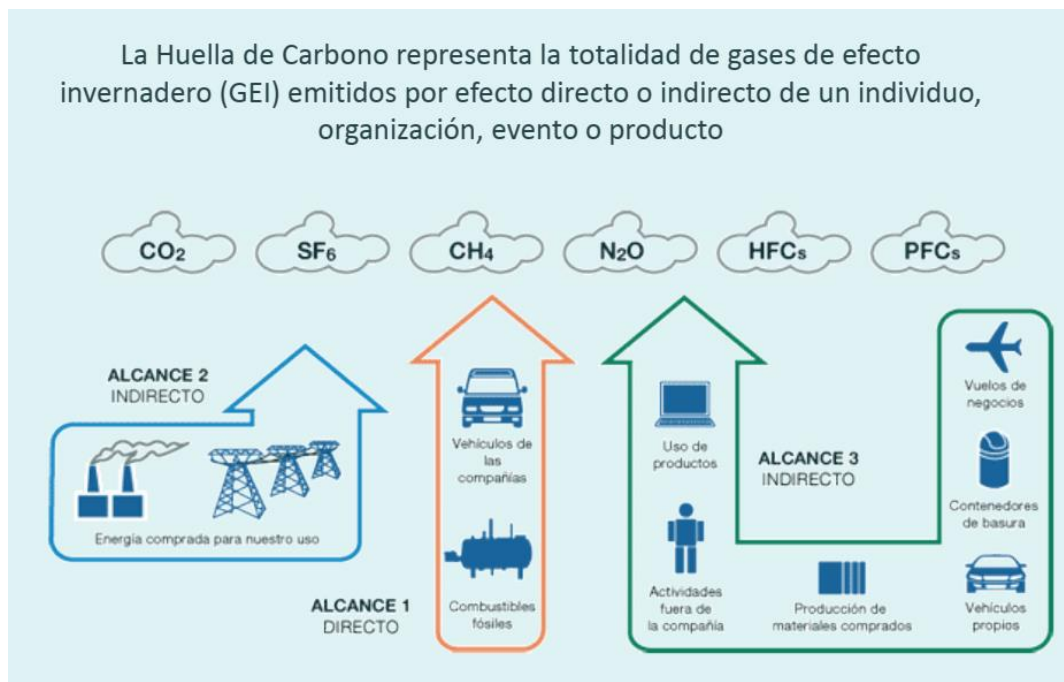 La Huella de Carbono representa la totalidad de gases de efecto
invernadero (GEI) emitidos por efecto directo o indirecto de un individuo,
organización, evento o producto
CO₂
SF₆
CH₄
N₂O
HFCs
PFCs
ALCANCE 2
INDIRECTO
Energía comprada para nuestro uso
ALCANCE 1
DIRECTO
Vehículos de
las
compañías
Combustibles
fósiles
Uso de
productos
Actividades
fuera de
la compañía
ALCANCE 3
INDIRECTO
Producción de
materiales comprados
Vuelos de
negocios
Contenedores
de basura
Vehículos
propios